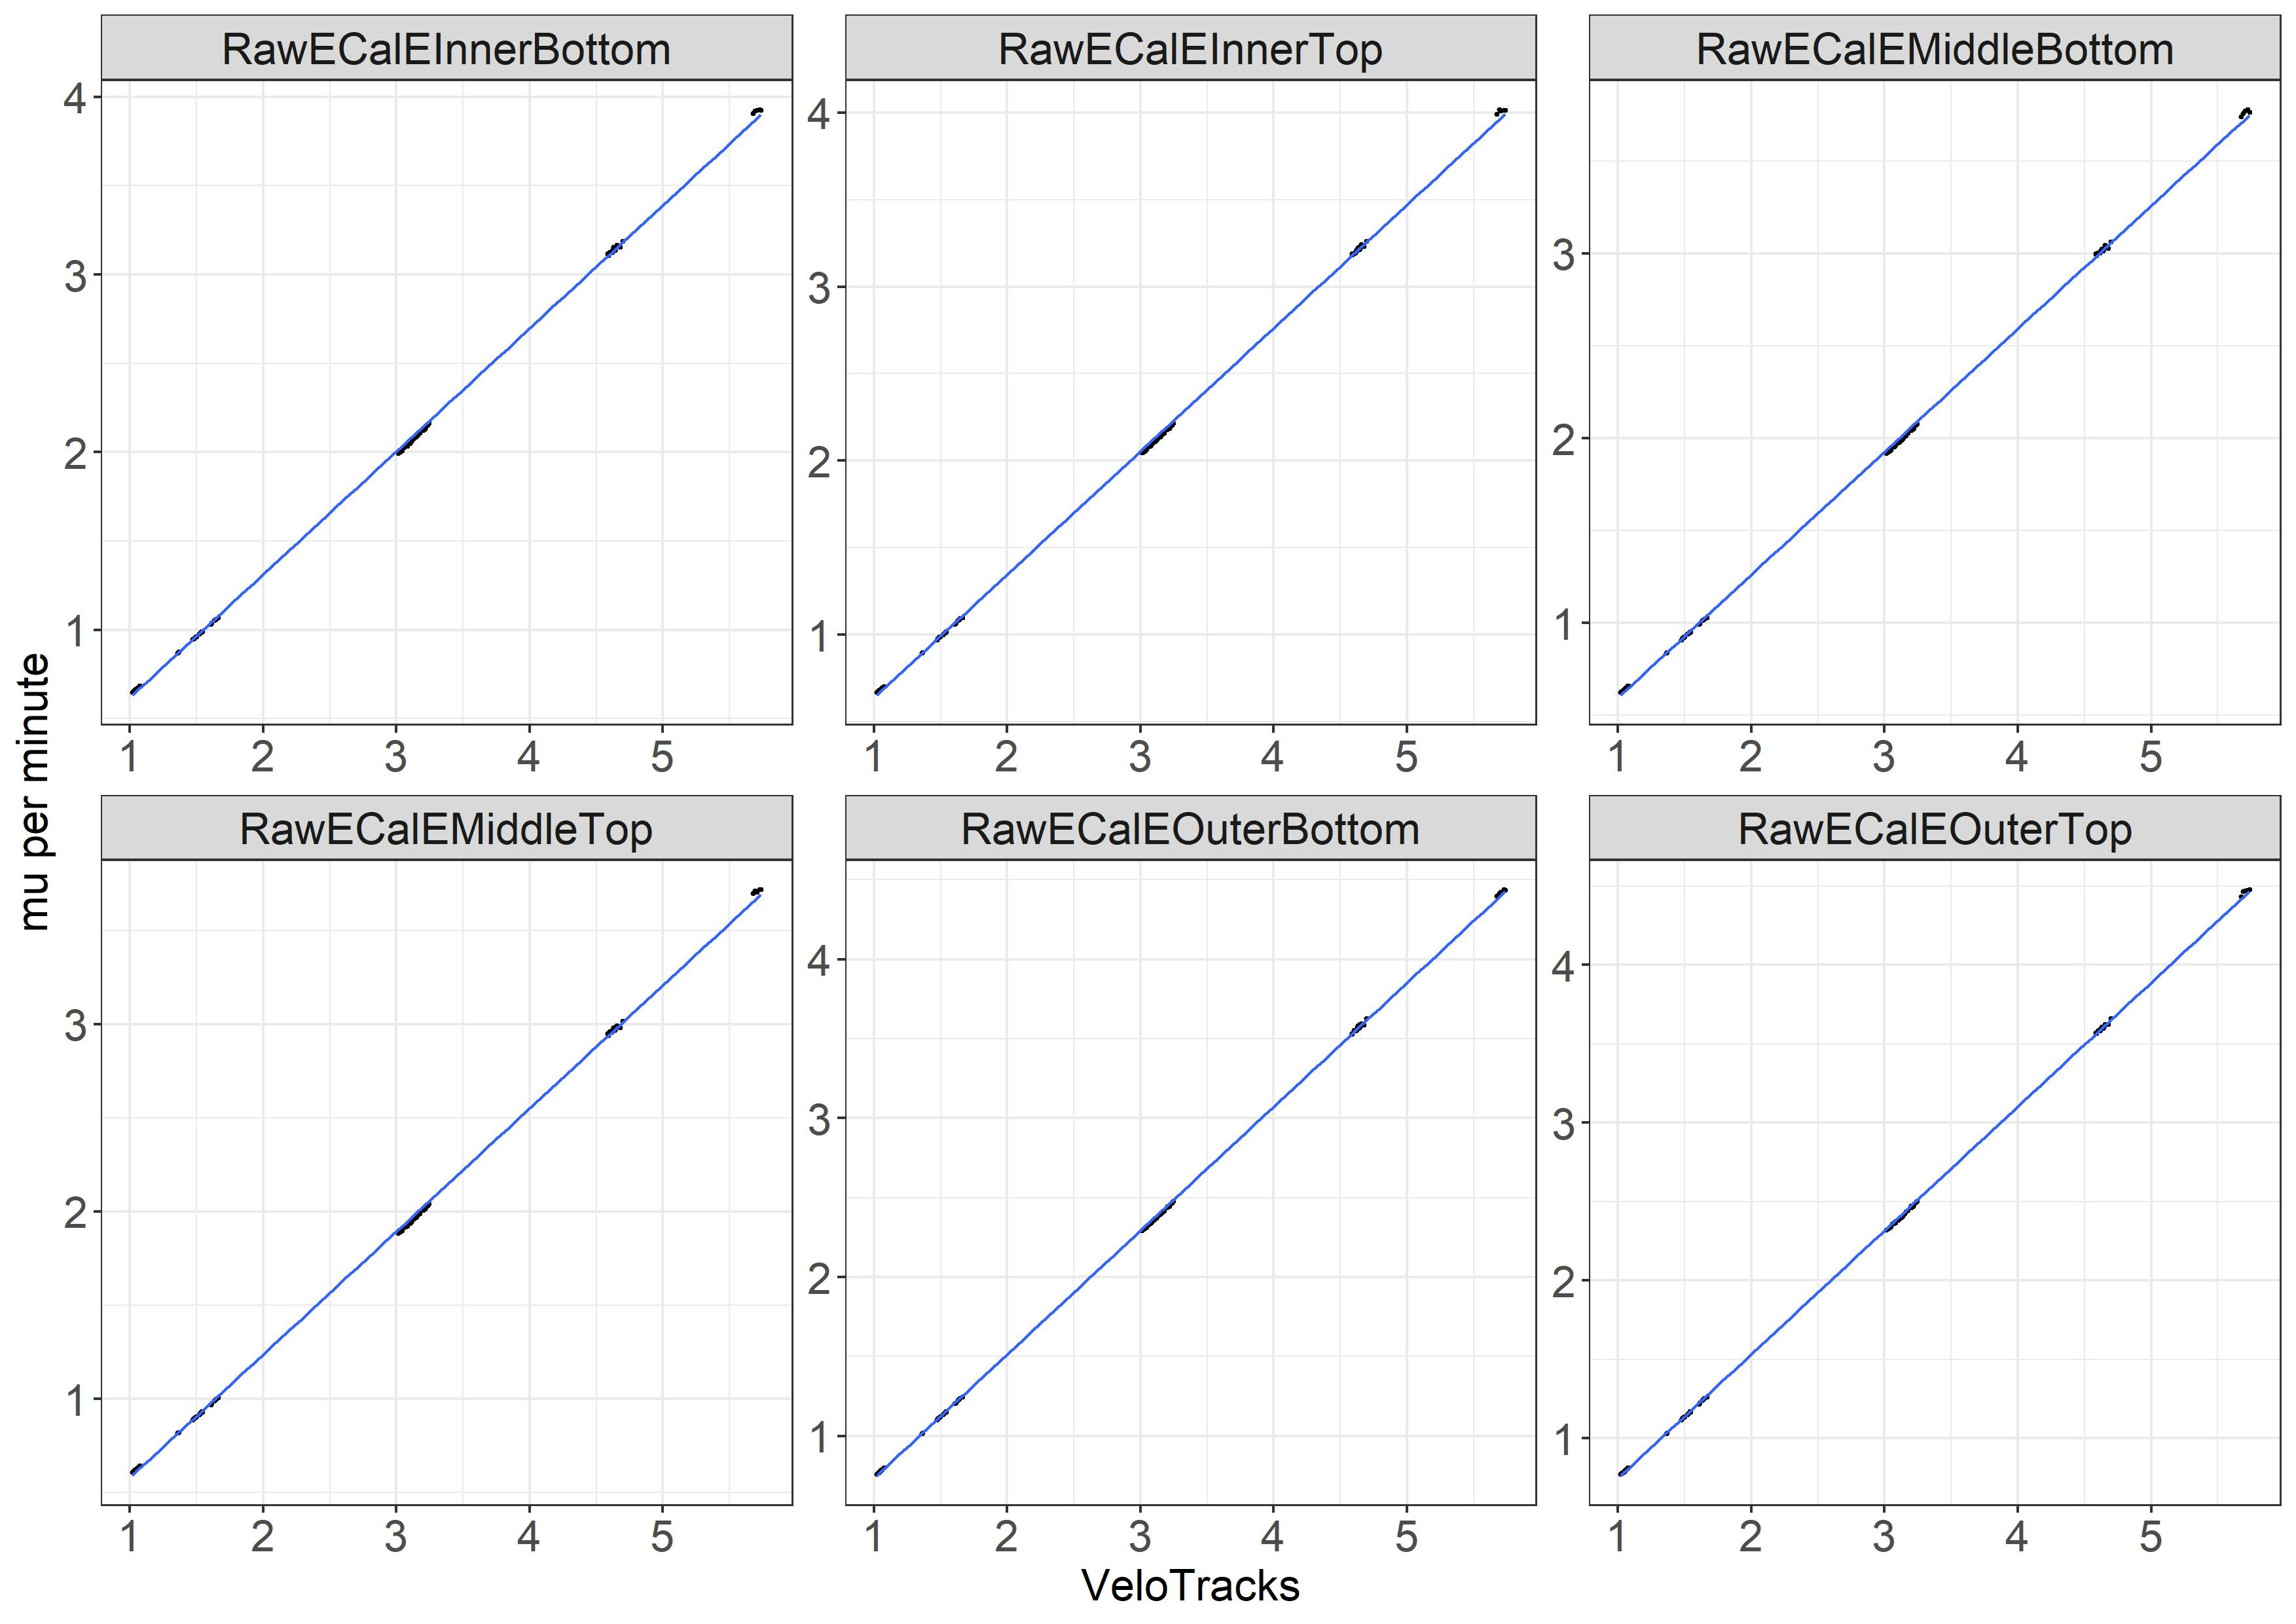 RawECalEInnerBottom RawECalEInnerTop RawECalEMiddleBottom
4 4
3 3 3
2 2 2
1 1 1
1 2 3 4 5 1 2 3 4 5 1 2 3 4 5
mu per minute
RawECalEMiddleTop RawECalEOuterBottom RawECalEOuterTop
4 4
3 3 3
2 2 2
1 1 1
1 2 3 4 5 1 2 3 4 5 1 2 3 4 5
VeloTracks